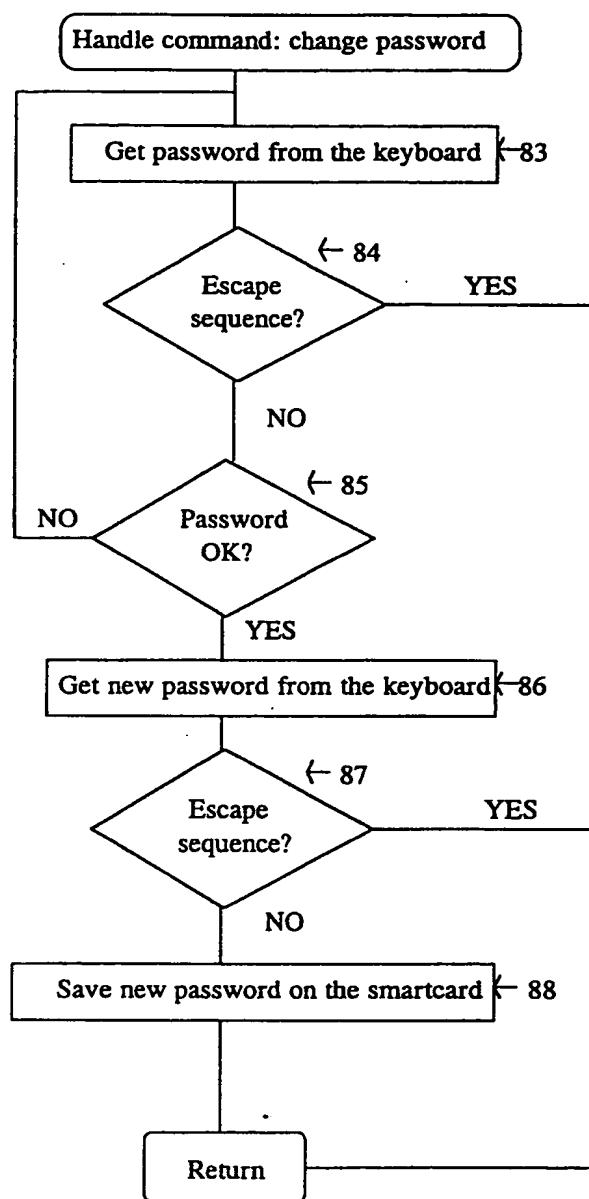 Handle command: change password
Get password from the keyboard
83
84
Escape
sequence?
YES
NO
85
Password
OK?
NO
YES
Get new password from the keyboard
86
87
Escape
sequence?
YES
NO
Save new password on the smartcard
88
Return